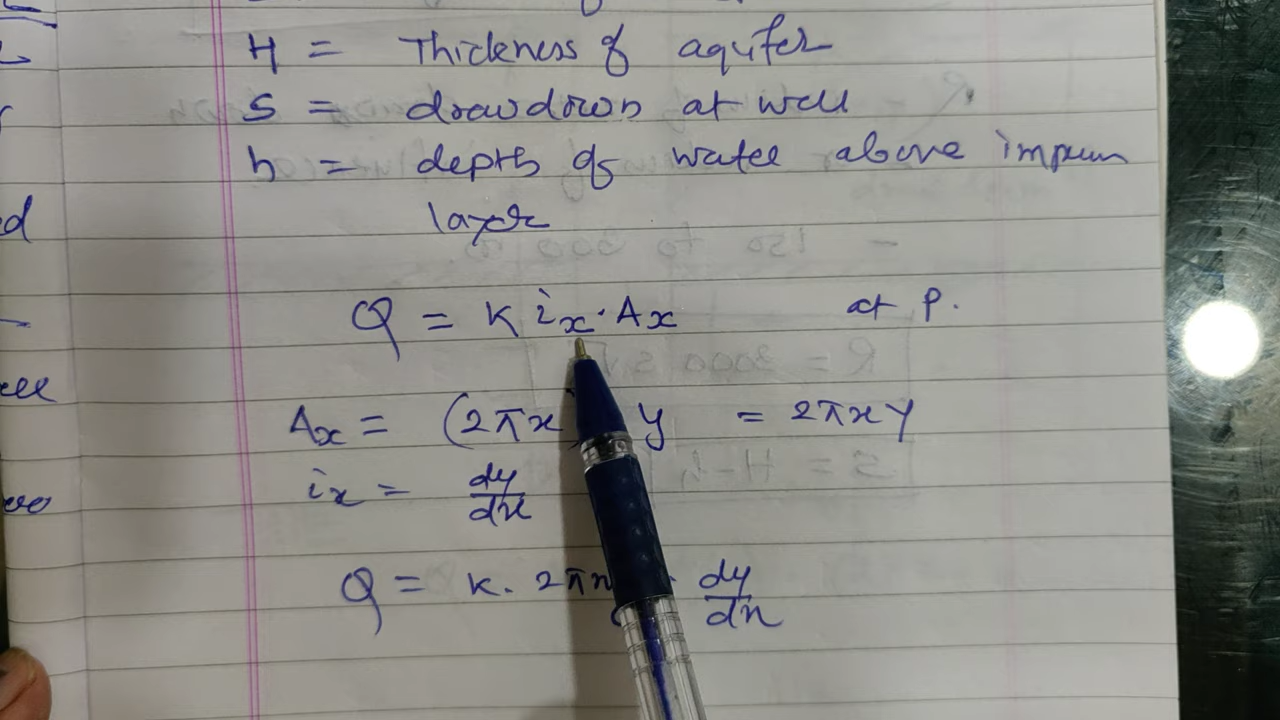 H = Thickness of aquifer
S = drawdown at well
h = depth of water above imperm
layer
Q = K ix . Ax at P.
Ax = (2πx) y = 2πxy
ix = dy/dx
Q = K. 2πx dy/dx